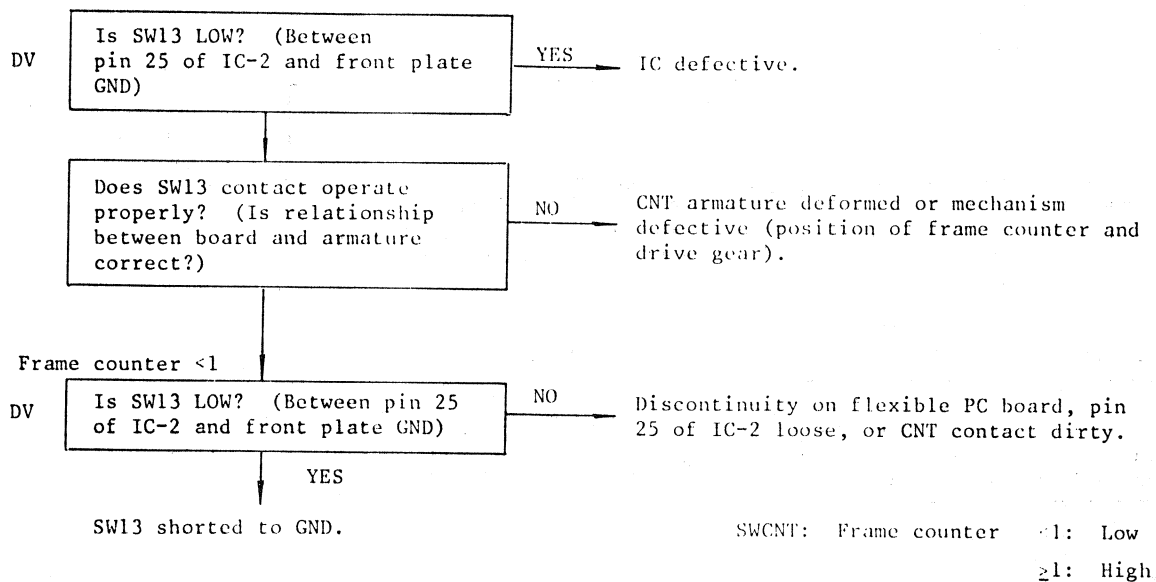 Is SW13 LOW? (Between
pin 25 of IC-2 and front plate
GND)
DV
YES
IC defective.
Does SW13 contact operate
properly? (Is relationship
between board and armature
correct?)
NO
CNT armature deformed or mechanism
defective (position of frame counter and
drive gear).
Frame counter <1
DV
Is SW13 LOW? (Between pin 25
of IC-2 and front plate GND)
NO
Discontinuity on flexible PC board, pin
25 of IC-2 loose, or CNT contact dirty.
YES
SW13 shorted to GND.
SWCNT: Frame counter <1: Low
≥1: High